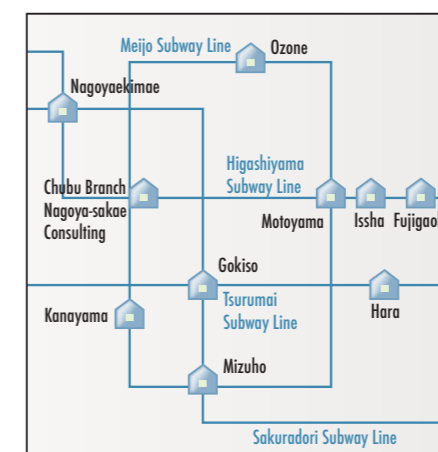 Meijo Subway Line
Ozone
Nagoyaekimae
Higashiyama
Subway Line
Chubu Branch
Nagoya-sakae
Consulting
Motoyama
Issha
Fujigao
Gokiso
Tsurumai
Subway Line
Kanayama
Hara
Mizuho
Sakuradori Subway Line